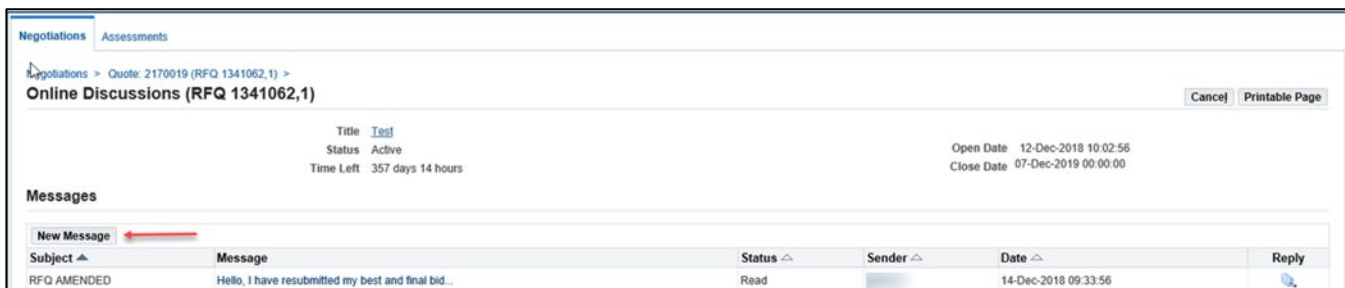 Negotiations Assessments
Negotiations > Quote: 2170019 (RFQ 1341062,1) >
Online Discussions (RFQ 1341062,1)
Cancel Printable Page
Title Test
Status Active
Time Left 357 days 14 hours
Open Date 12-Dec-2018 10:02:56
Close Date 07-Dec-2019 00:00:00
Messages
New Message
Subject Message Status Sender Date Reply
RFQ AMENDED Hello, I have resubmitted my best and final bid... Read 14-Dec-2018 09:33:56